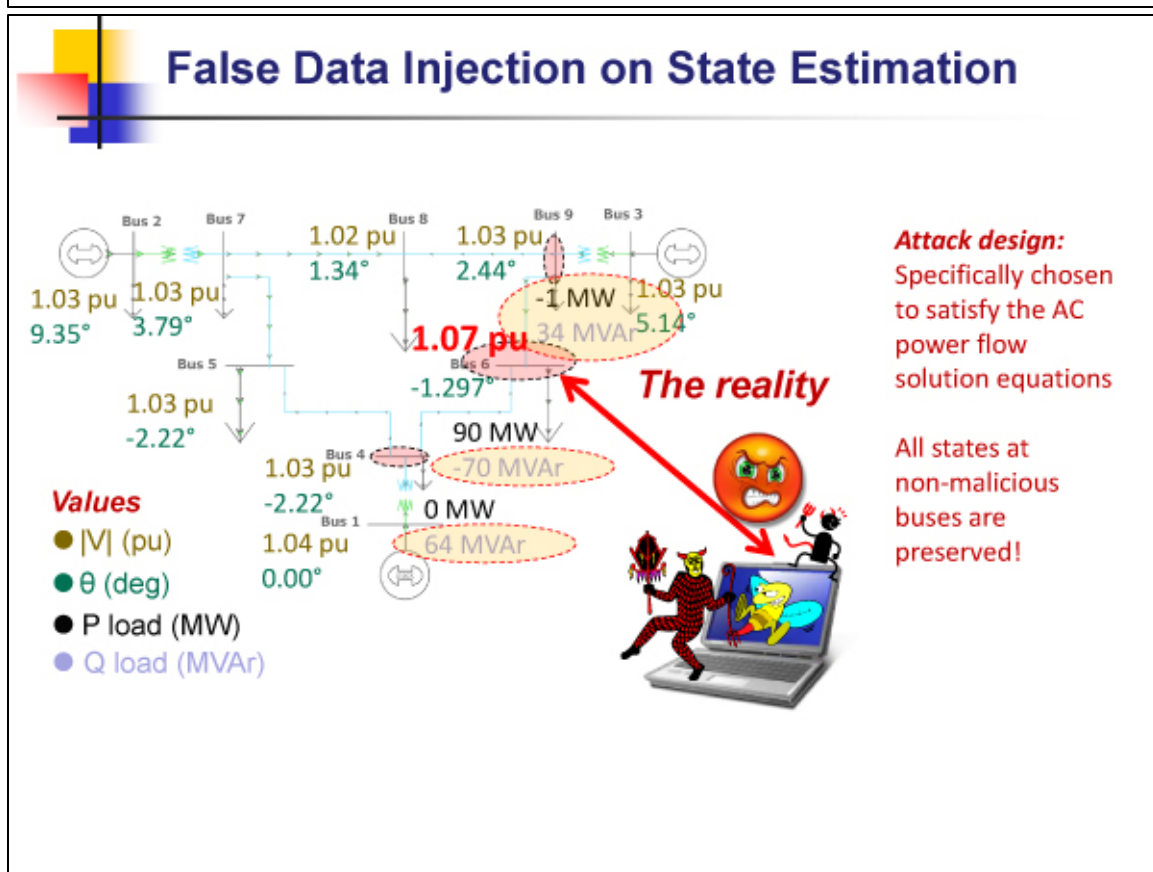 False Data Injection on State Estimation
Bus 2
Bus 7
Bus 8
Bus 9
Bus 3
1.02 pu
1.03 pu
1.34°
2.44°
1.03 pu
1.03 pu
-1 MW
1.03 pu
9.35°
3.79°
34 MVAr
5.14°
1.07 pu
Bus 5
Bus 6
-1.297°
The reality
1.03 pu
-2.22°
90 MW
Bus 4
-70 MVAr
1.03 pu
-2.22°
0 MW
Bus 1
1.04 pu
64 MVAr
0.00°
Values
|V| (pu)
θ (deg)
P load (MW)
Q load (MVAr)
Attack design:
Specifically chosen
to satisfy the AC
power flow
solution equations
All states at
non-malicious
buses are
preserved!